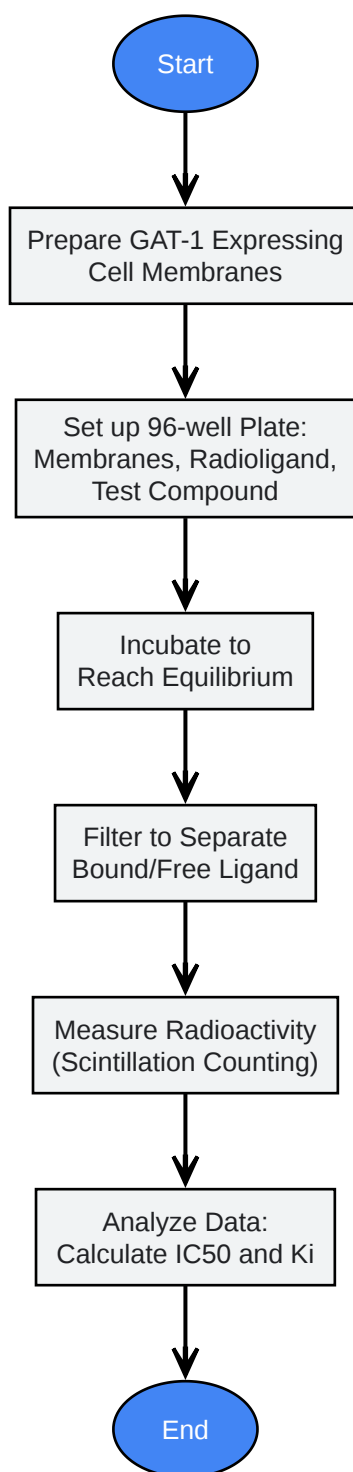 Start
Prepare GAT-1 Expressing
Cell Membranes
Set up 96-well Plate:
Membranes, Radioligand,
Test Compound
Incubate to
Reach Equilibrium
Filter to Separate
Bound/Free Ligand
Measure Radioactivity
(Scintillation Counting)
Analyze Data:
Calculate IC50 and Ki
End